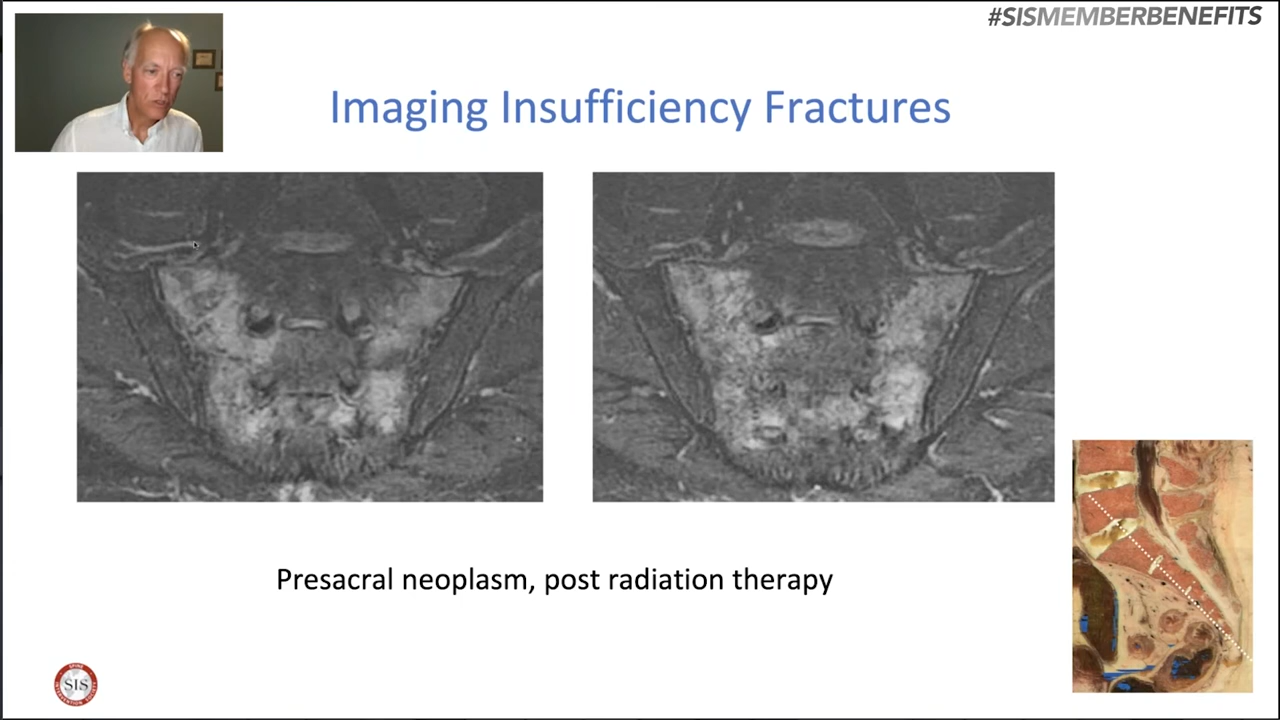 #SISMEMBERBENEFITS
Imaging Insufficiency Fractures
Presacral neoplasm, post radiation therapy
SIS